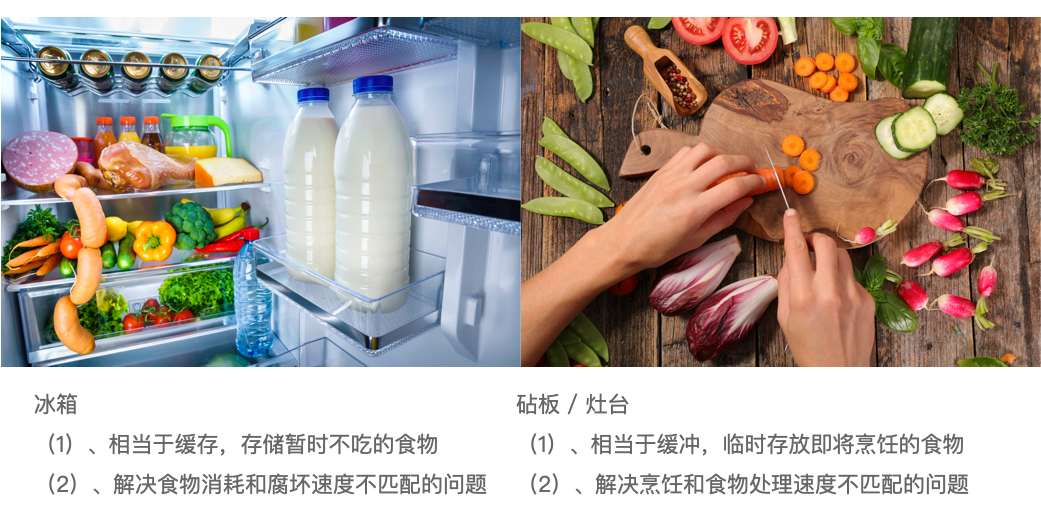 冰箱
（1）、相当于缓存，存储暂时不吃的食物
（2）、解决食物消耗和腐坏速度不匹配的问题
砧板 / 灶台
（1）、相当于缓冲，临时存放即将烹饪的食物
（2）、解决烹饪和食物处理速度不匹配的问题